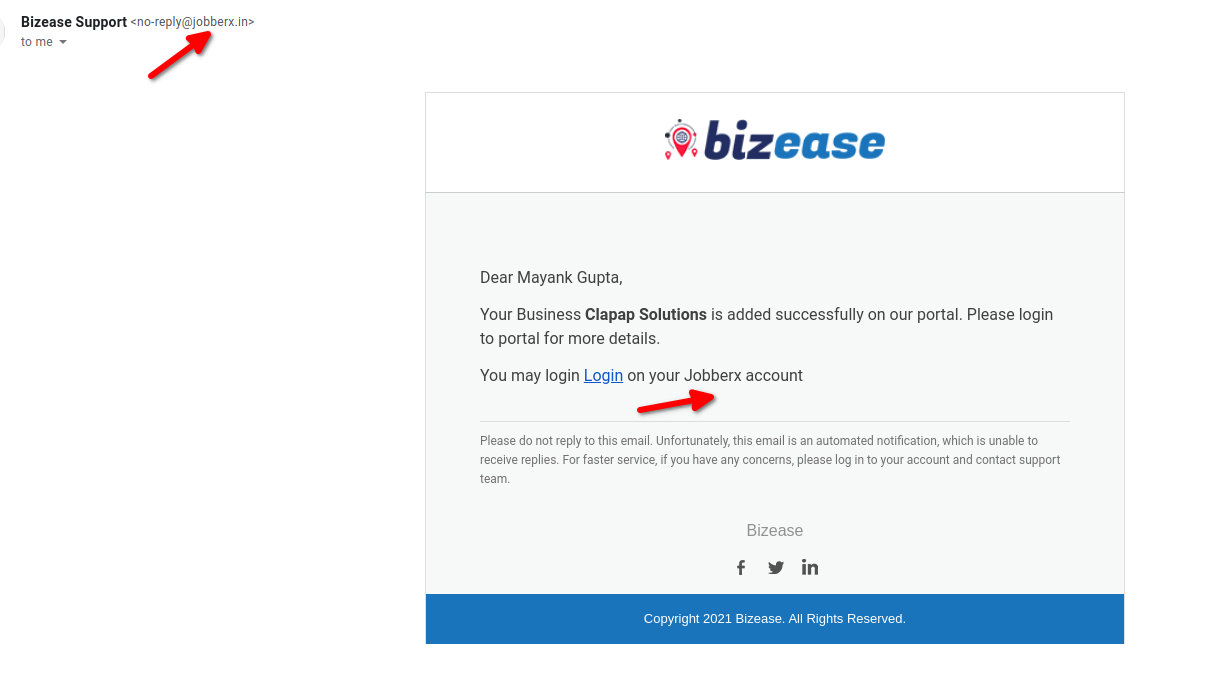 Bizease Support <no-reply@jobberx.in>
to me
bizease
Dear Mayank Gupta,
Your Business Clapap Solutions is added successfully on our portal. Please login
to portal for more details.
You may login Login on your Jobberx account
Please do not reply to this email. Unfortunately, this email is an automated notification, which is unable to
receive replies. For faster service, if you have any concerns, please log in to your account and contact support
team.
Bizease
Copyright 2021 Bizease. All Rights Reserved.